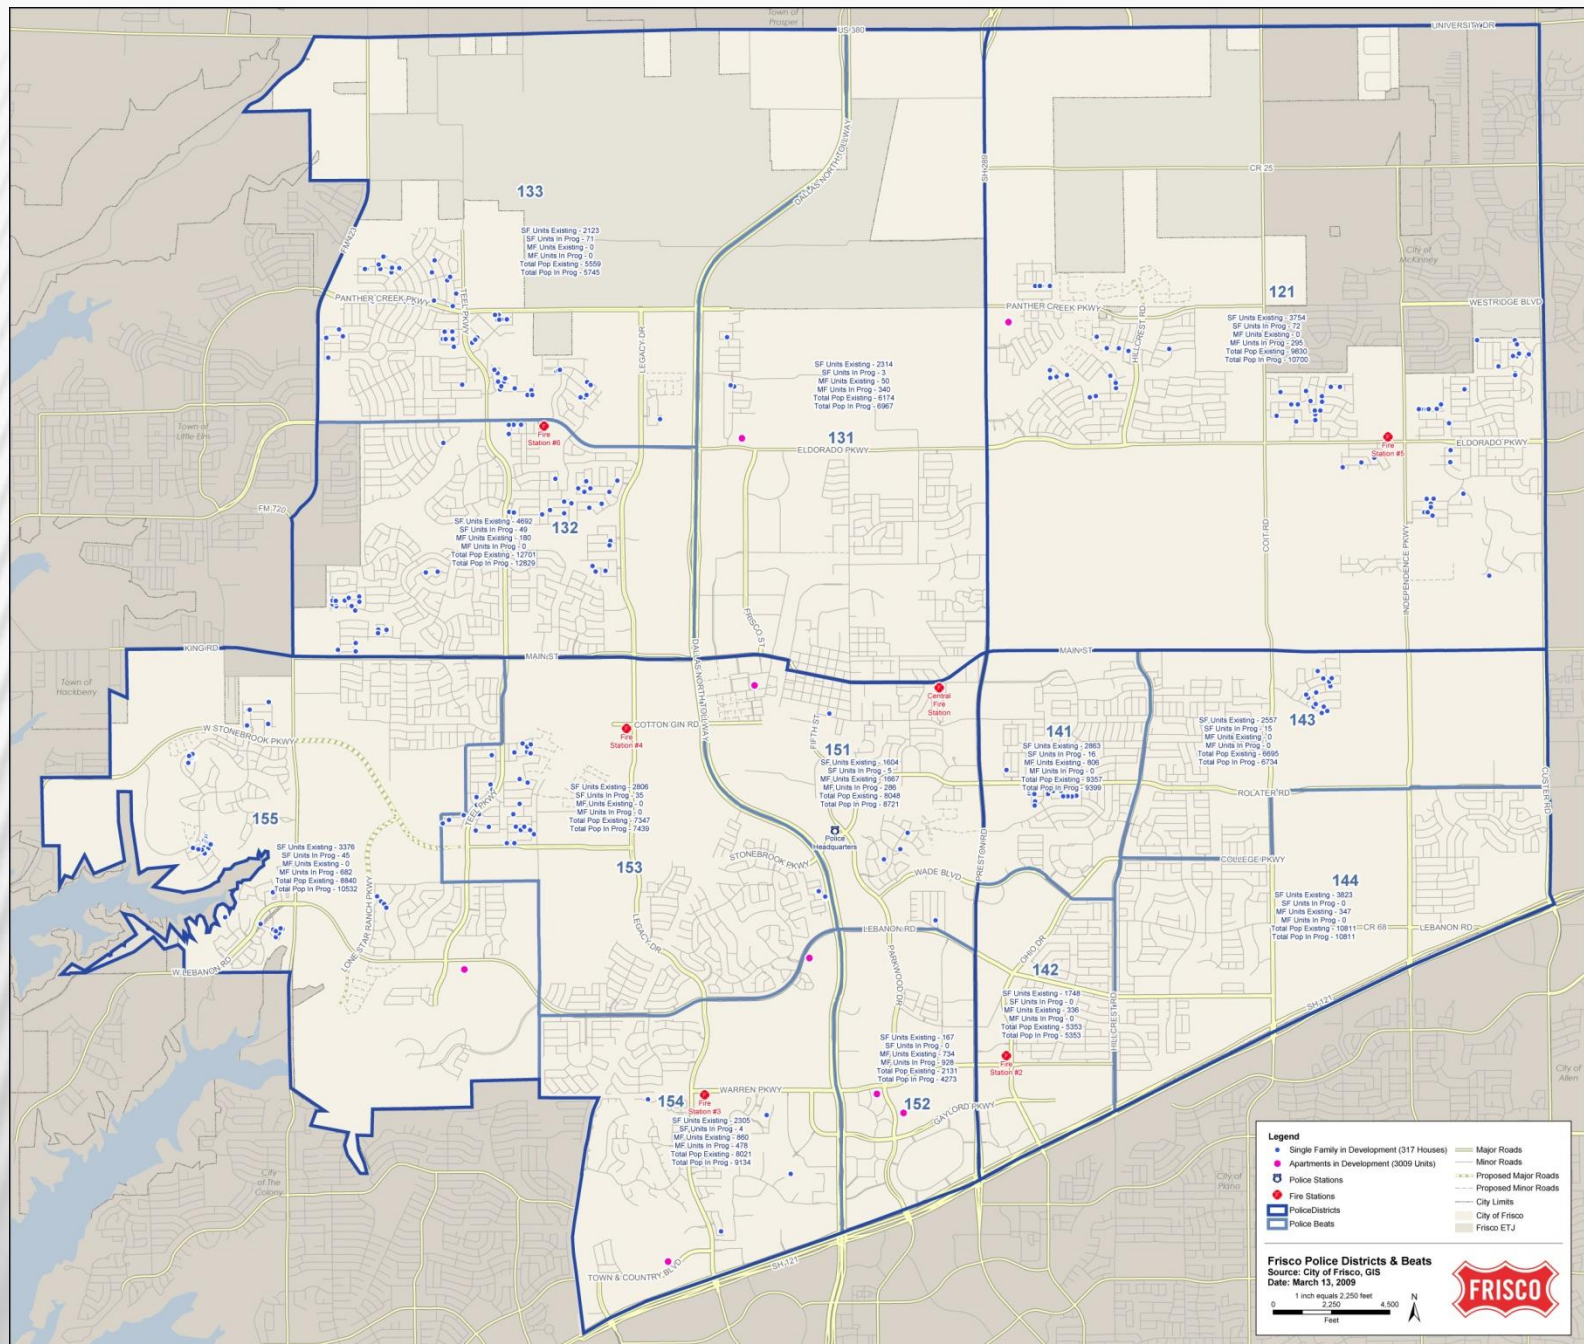 Town of
Prosper
US 380
UNIVERSITY DR
DALLAS NORTH TOLLWAY
SH 289
CR 25
133
SF Units Existing - 2123
SF Units In Prog - 71
MF Units Existing - 0
MF Units In Prog - 0
Total Pop Existing - 5559
Total Pop In Prog - 5745
FM 423
City of
McKinney
PANTHER CREEK PKWY
TEEL PKWY
LEGACY DR
PANTHER CREEK PKWY
HILLCREST RD
121
SF Units Existing - 3754
SF Units In Prog - 72
MF Units Existing - 0
MF Units In Prog - 295
Total Pop Existing - 9830
Total Pop In Prog - 10700
WESTRIDGE BLVD
SF Units Existing - 2314
SF Units In Prog - 3
MF Units Existing - 50
MF Units In Prog - 340
Total Pop Existing - 6174
Total Pop In Prog - 6967
131
ELDORADO PKWY
Town of
Little Elm
Fire
Station #6
Fire
Station #5
ELDORADO PKWY
FM 720
SF Units Existing - 4692
SF Units In Prog - 49
MF Units Existing - 180
MF Units In Prog - 0
Total Pop Existing - 12701
Total Pop In Prog - 12829
132
COIT RD
INDEPENDENCE PKWY
FRISCO ST
KING RD
MAIN ST
DALLAS NORTH TOLLWAY
MAIN ST
Town of
Hackberry
Central
Fire
Station
W STONEBROOK PKWY
COTTON GIN RD
Fire
Station #4
FIFTH ST
151
SF Units Existing - 1604
SF Units In Prog - 5
MF Units Existing - 1667
MF Units In Prog - 286
Total Pop Existing - 8048
Total Pop In Prog - 8721
141
SF Units Existing - 2863
SF Units In Prog - 16
MF Units Existing - 806
MF Units In Prog - 0
Total Pop Existing - 9357
Total Pop In Prog - 9399
143
SF Units Existing - 2557
SF Units In Prog - 15
MF Units Existing - 0
MF Units In Prog - 0
Total Pop Existing - 6695
Total Pop In Prog - 6734
ROLATER RD
CUSTER RD
TEEL PKWY
SF Units Existing - 2806
SF Units In Prog - 35
MF Units Existing - 0
MF Units In Prog - 0
Total Pop Existing - 7347
Total Pop In Prog - 7439
153
155
SF Units Existing - 3376
SF Units In Prog - 45
MF Units Existing - 0
MF Units In Prog - 682
Total Pop Existing - 8840
Total Pop In Prog - 10532
Police
Headquarters
STONEBROOK PKWY
WADE BLVD
PRESTON RD
COLLEGE PKWY
144
SF Units Existing - 3823
SF Units In Prog - 0
MF Units Existing - 347
MF Units In Prog - 0
Total Pop Existing - 10811
Total Pop In Prog - 10811
CR 68
LEBANON RD
LONE STAR RANCH PKWY
LEGACY DR
LEBANON RD
PARKWOOD DR
OHIO DR
W LEBANON RD
142
SF Units Existing - 1748
SF Units In Prog - 0
MF Units Existing - 336
MF Units In Prog - 0
Total Pop Existing - 5353
Total Pop In Prog - 5353
HILLCREST RD
SH 121
SF Units Existing - 167
SF Units In Prog - 0
MF Units Existing - 734
MF Units In Prog - 928
Total Pop Existing - 2131
Total Pop In Prog - 4273
152
Fire
Station #2
GAYLORD PKWY
WARREN PKWY
154
Fire
Station #3
SF Units Existing - 2305
SF Units In Prog - 4
MF Units Existing - 860
MF Units In Prog - 478
Total Pop Existing - 8021
Total Pop In Prog - 9134
City of
Allen
City
of The
Colony
City of
Plano
TOWN & COUNTRY BLVD
SH 121
Legend
Single Family in Development (317 Houses)
Apartments in Development (3009 Units)
Police Stations
Fire Stations
PoliceDistricts
Police Beats
Major Roads
Minor Roads
Proposed Major Roads
Proposed Minor Roads
City Limits
City of Frisco
Frisco ETJ
Frisco Police Districts & Beats
Source: City of Frisco, GIS
Date: March 13, 2009
1 inch equals 2,250 feet
0 2,250 4,500
Feet
N
FRISCO